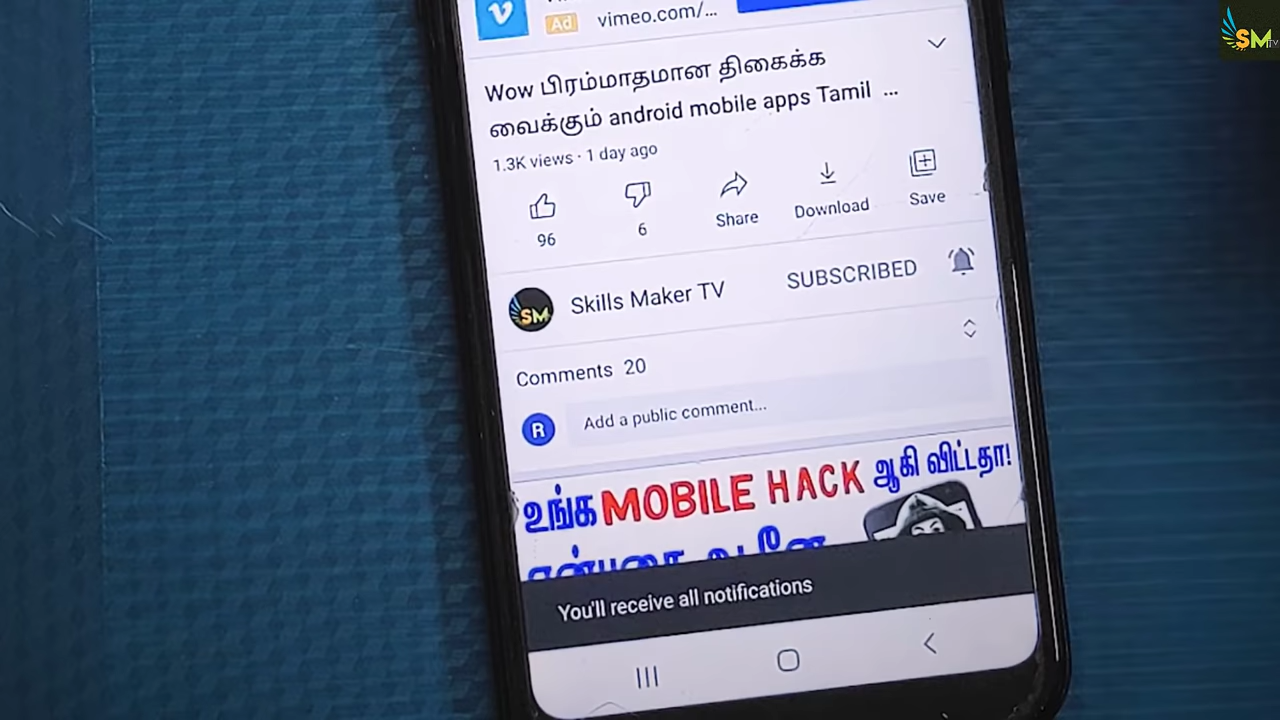 SM TV
Ad vimeo.com/...
Wow பிரம்மாதமான திகைக்க
வைக்கும் android mobile apps Tamil ...
1.3K views · 1 day ago
96
6
Share
Download
Save
SM
Skills Maker TV
SUBSCRIBED
Comments 20
R
Add a public comment...
உங்க MOBILE HACK ஆகி விட்டதா!
You'll receive all notifications